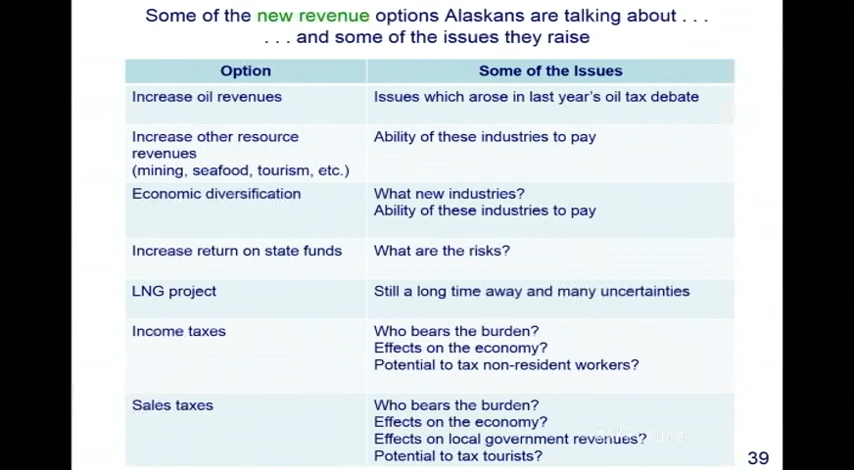 Some of the new revenue options Alaskans are talking about . . .
. . . and some of the issues they raise
Option
Some of the Issues
Increase oil revenues
Issues which arose in last year's oil tax debate
Increase other resource
revenues
(mining, seafood, tourism, etc.)
Ability of these industries to pay
Economic diversification
What new industries?
Ability of these industries to pay
Increase return on state funds
What are the risks?
LNG project
Still a long time away and many uncertainties
Income taxes
Who bears the burden?
Effects on the economy?
Potential to tax non-resident workers?
Sales taxes
Who bears the burden?
Effects on the economy?
Effects on local government revenues?
Potential to tax tourists?
39